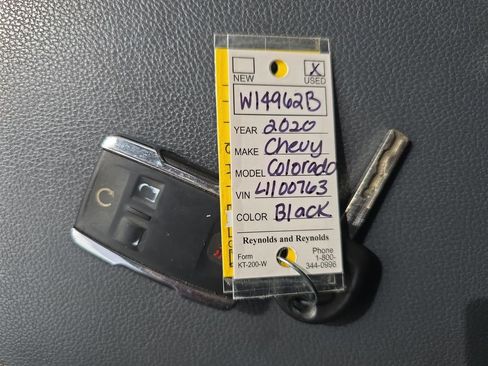 X
NEW USED
W14962B
YEAR 2020
MAKE Chevy
MODEL Colorado
VIN L1100763
COLOR Black
Reynolds and Reynolds
Form Phone
KT-200-W 1-800-
344-0996